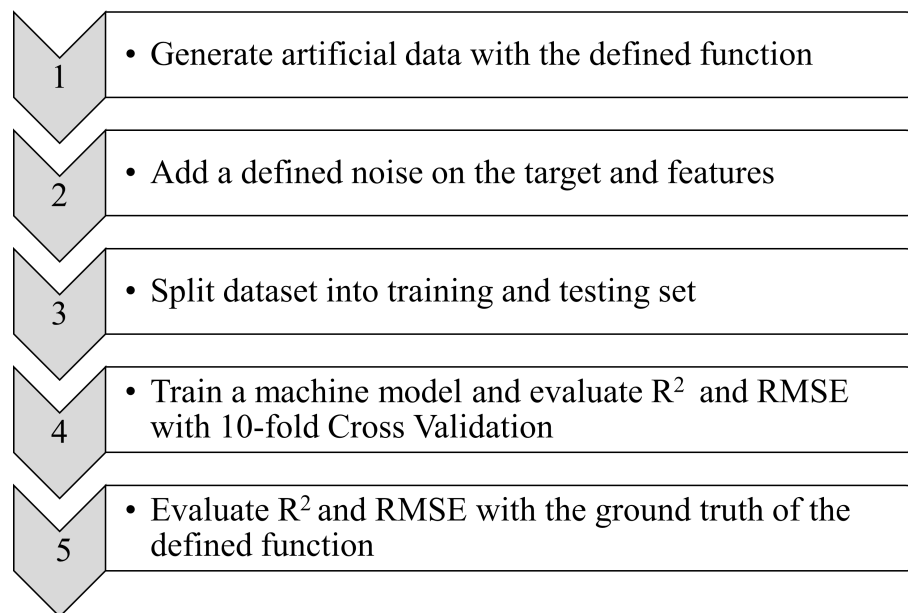 1
• Generate artificial data with the defined function
2
• Add a defined noise on the target and features
3
• Split dataset into training and testing set
4
• Train a machine model and evaluate R² and RMSE
with 10-fold Cross Validation
5
• Evaluate R² and RMSE with the ground truth of the
defined function